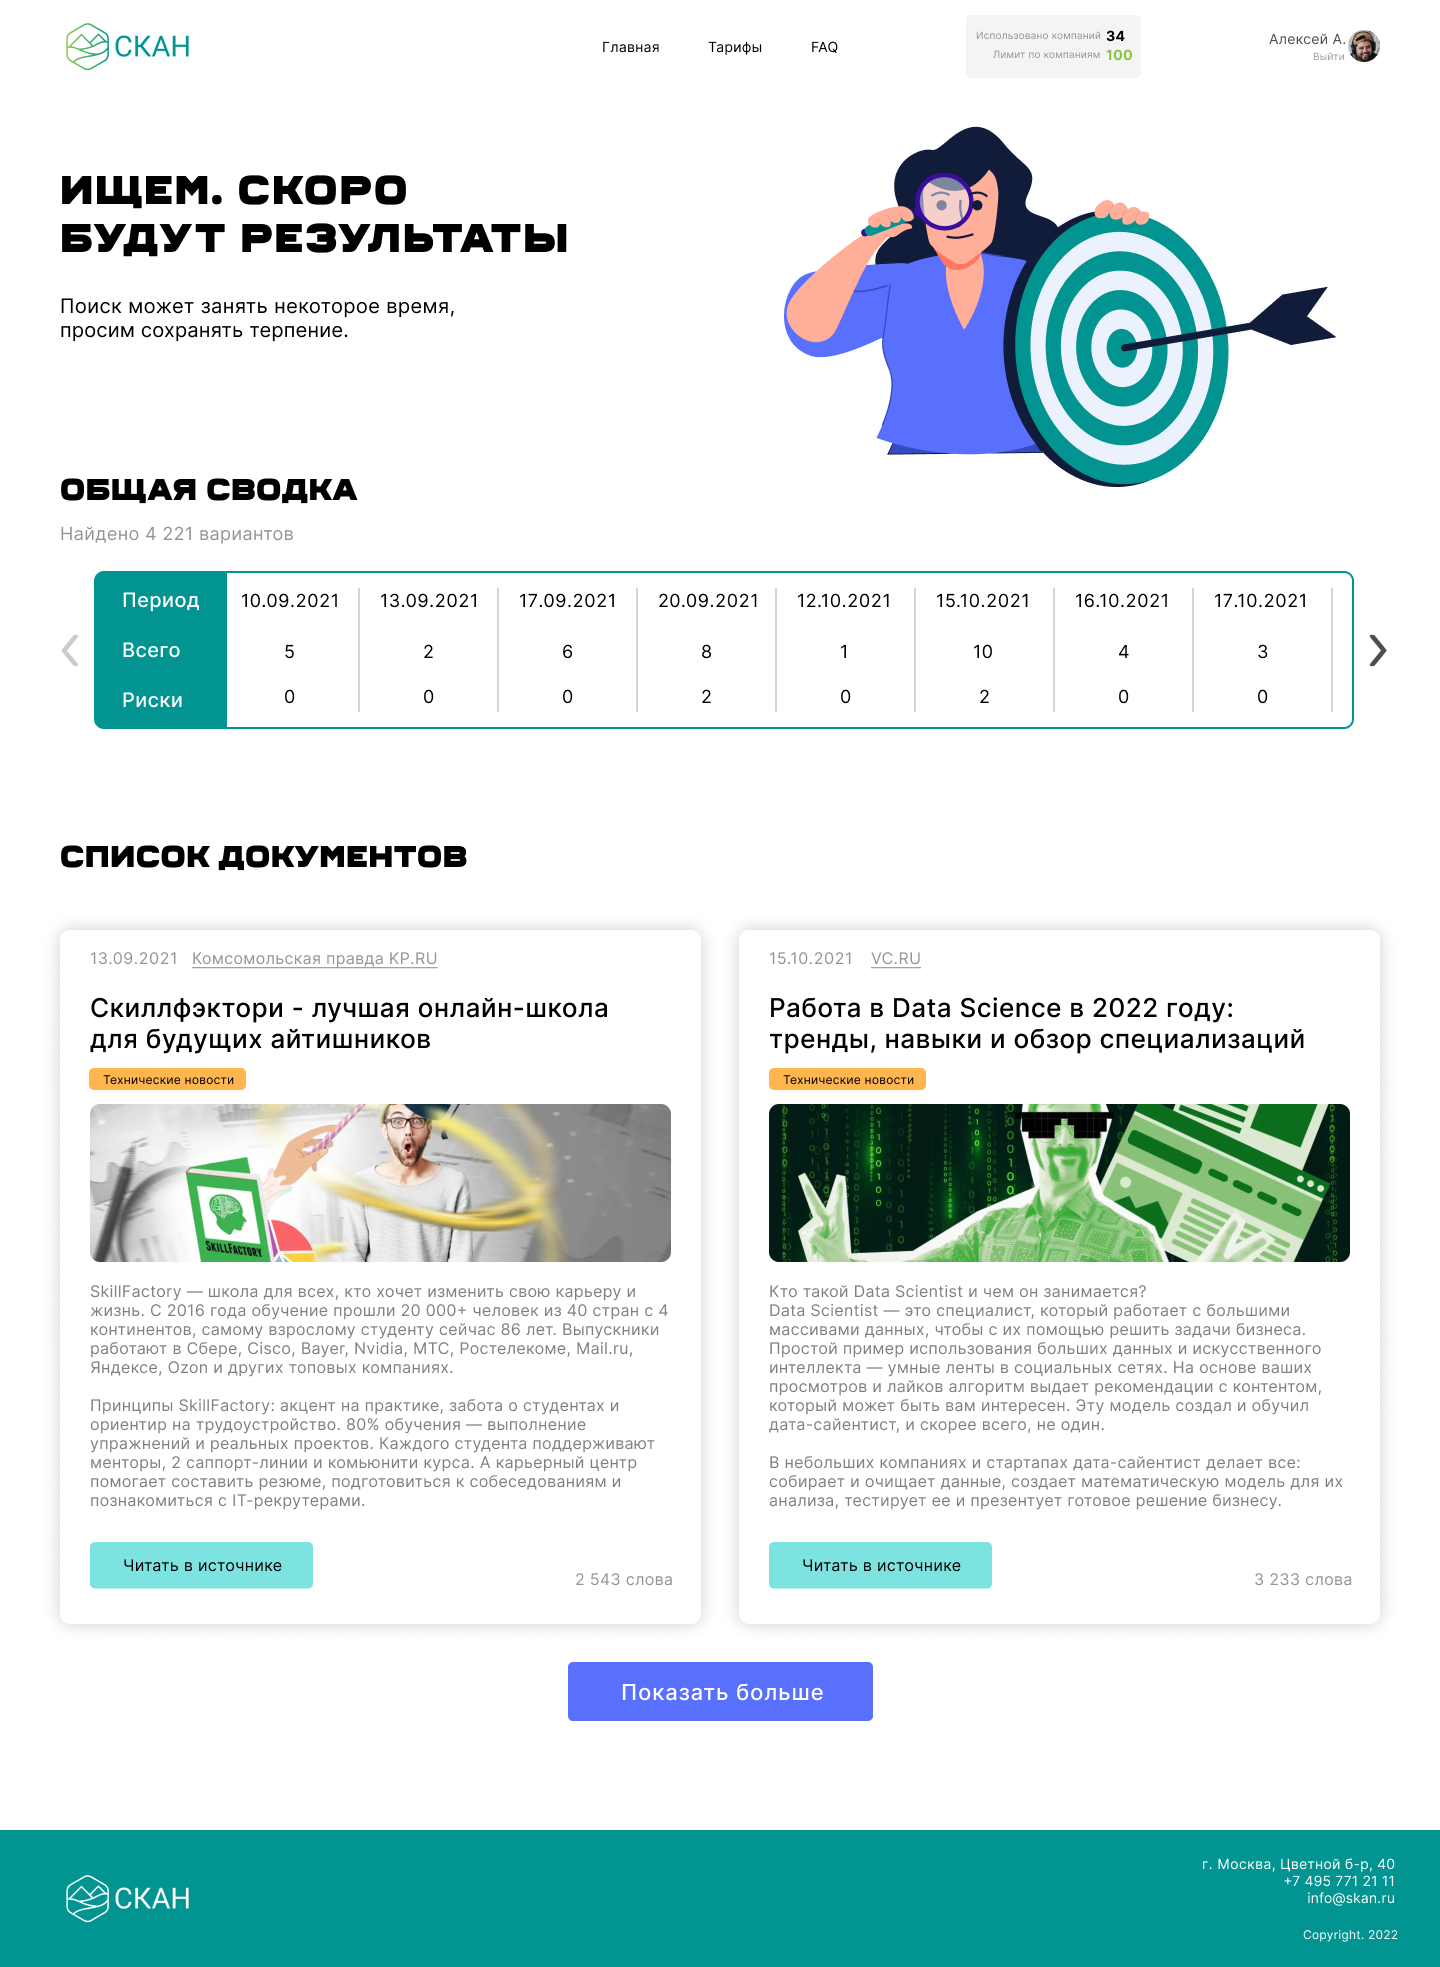 СКАН
Главная
Тарифы
FAQ
Использовано компаний 34
Лимит по компаниям 100
Алексей А.
Выйти
ИЩЕМ. СКОРО
БУДУТ РЕЗУЛЬТАТЫ
Поиск может занять некоторое время,
просим сохранять терпение.
ОБЩАЯ СВОДКА
Найдено 4 221 вариантов
Период 10.09.2021 13.09.2021 17.09.2021 20.09.2021 12.10.2021 15.10.2021 16.10.2021 17.10.2021
Всего 5 2 6 8 1 10 4 3
Риски 0 0 0 2 0 2 0 0
СПИСОК ДОКУМЕНТОВ
13.09.2021 Комсомольская правда KP.RU
Скиллфэктори - лучшая онлайн-школа
для будущих айтишников
Технические новости
SKILLFACTORY
SkillFactory — школа для всех, кто хочет изменить свою карьеру и
жизнь. С 2016 года обучение прошли 20 000+ человек из 40 стран с 4
континентов, самому взрослому студенту сейчас 86 лет. Выпускники
работают в Сбере, Cisco, Bayer, Nvidia, МТС, Ростелекоме, Mail.ru,
Яндексе, Ozon и других топовых компаниях.
Принципы SkillFactory: акцент на практике, забота о студентах и
ориентир на трудоустройство. 80% обучения — выполнение
упражнений и реальных проектов. Каждого студента поддерживают
менторы, 2 саппорт-линии и комьюнити курса. А карьерный центр
помогает составить резюме, подготовиться к собеседованиям и
познакомиться с IT-рекрутерами.
Читать в источнике
2 543 слова
15.10.2021 VC.RU
Работа в Data Science в 2022 году:
тренды, навыки и обзор специализаций
Технические новости
Кто такой Data Scientist и чем он занимается?
Data Scientist — это специалист, который работает с большими
массивами данных, чтобы с их помощью решить задачи бизнеса.
Простой пример использования больших данных и искусственного
интеллекта — умные ленты в социальных сетях. На основе ваших
просмотров и лайков алгоритм выдает рекомендации с контентом,
который может быть вам интересен. Эту модель создал и обучил
дата-сайентист, и скорее всего, не один.
В небольших компаниях и стартапах дата-сайентист делает все:
собирает и очищает данные, создает математическую модель для их
анализа, тестирует ее и презентует готовое решение бизнесу.
Читать в источнике
3 233 слова
Показать больше
СКАН
г. Москва, Цветной б-р, 40
+7 495 771 21 11
info@skan.ru
Copyright. 2022